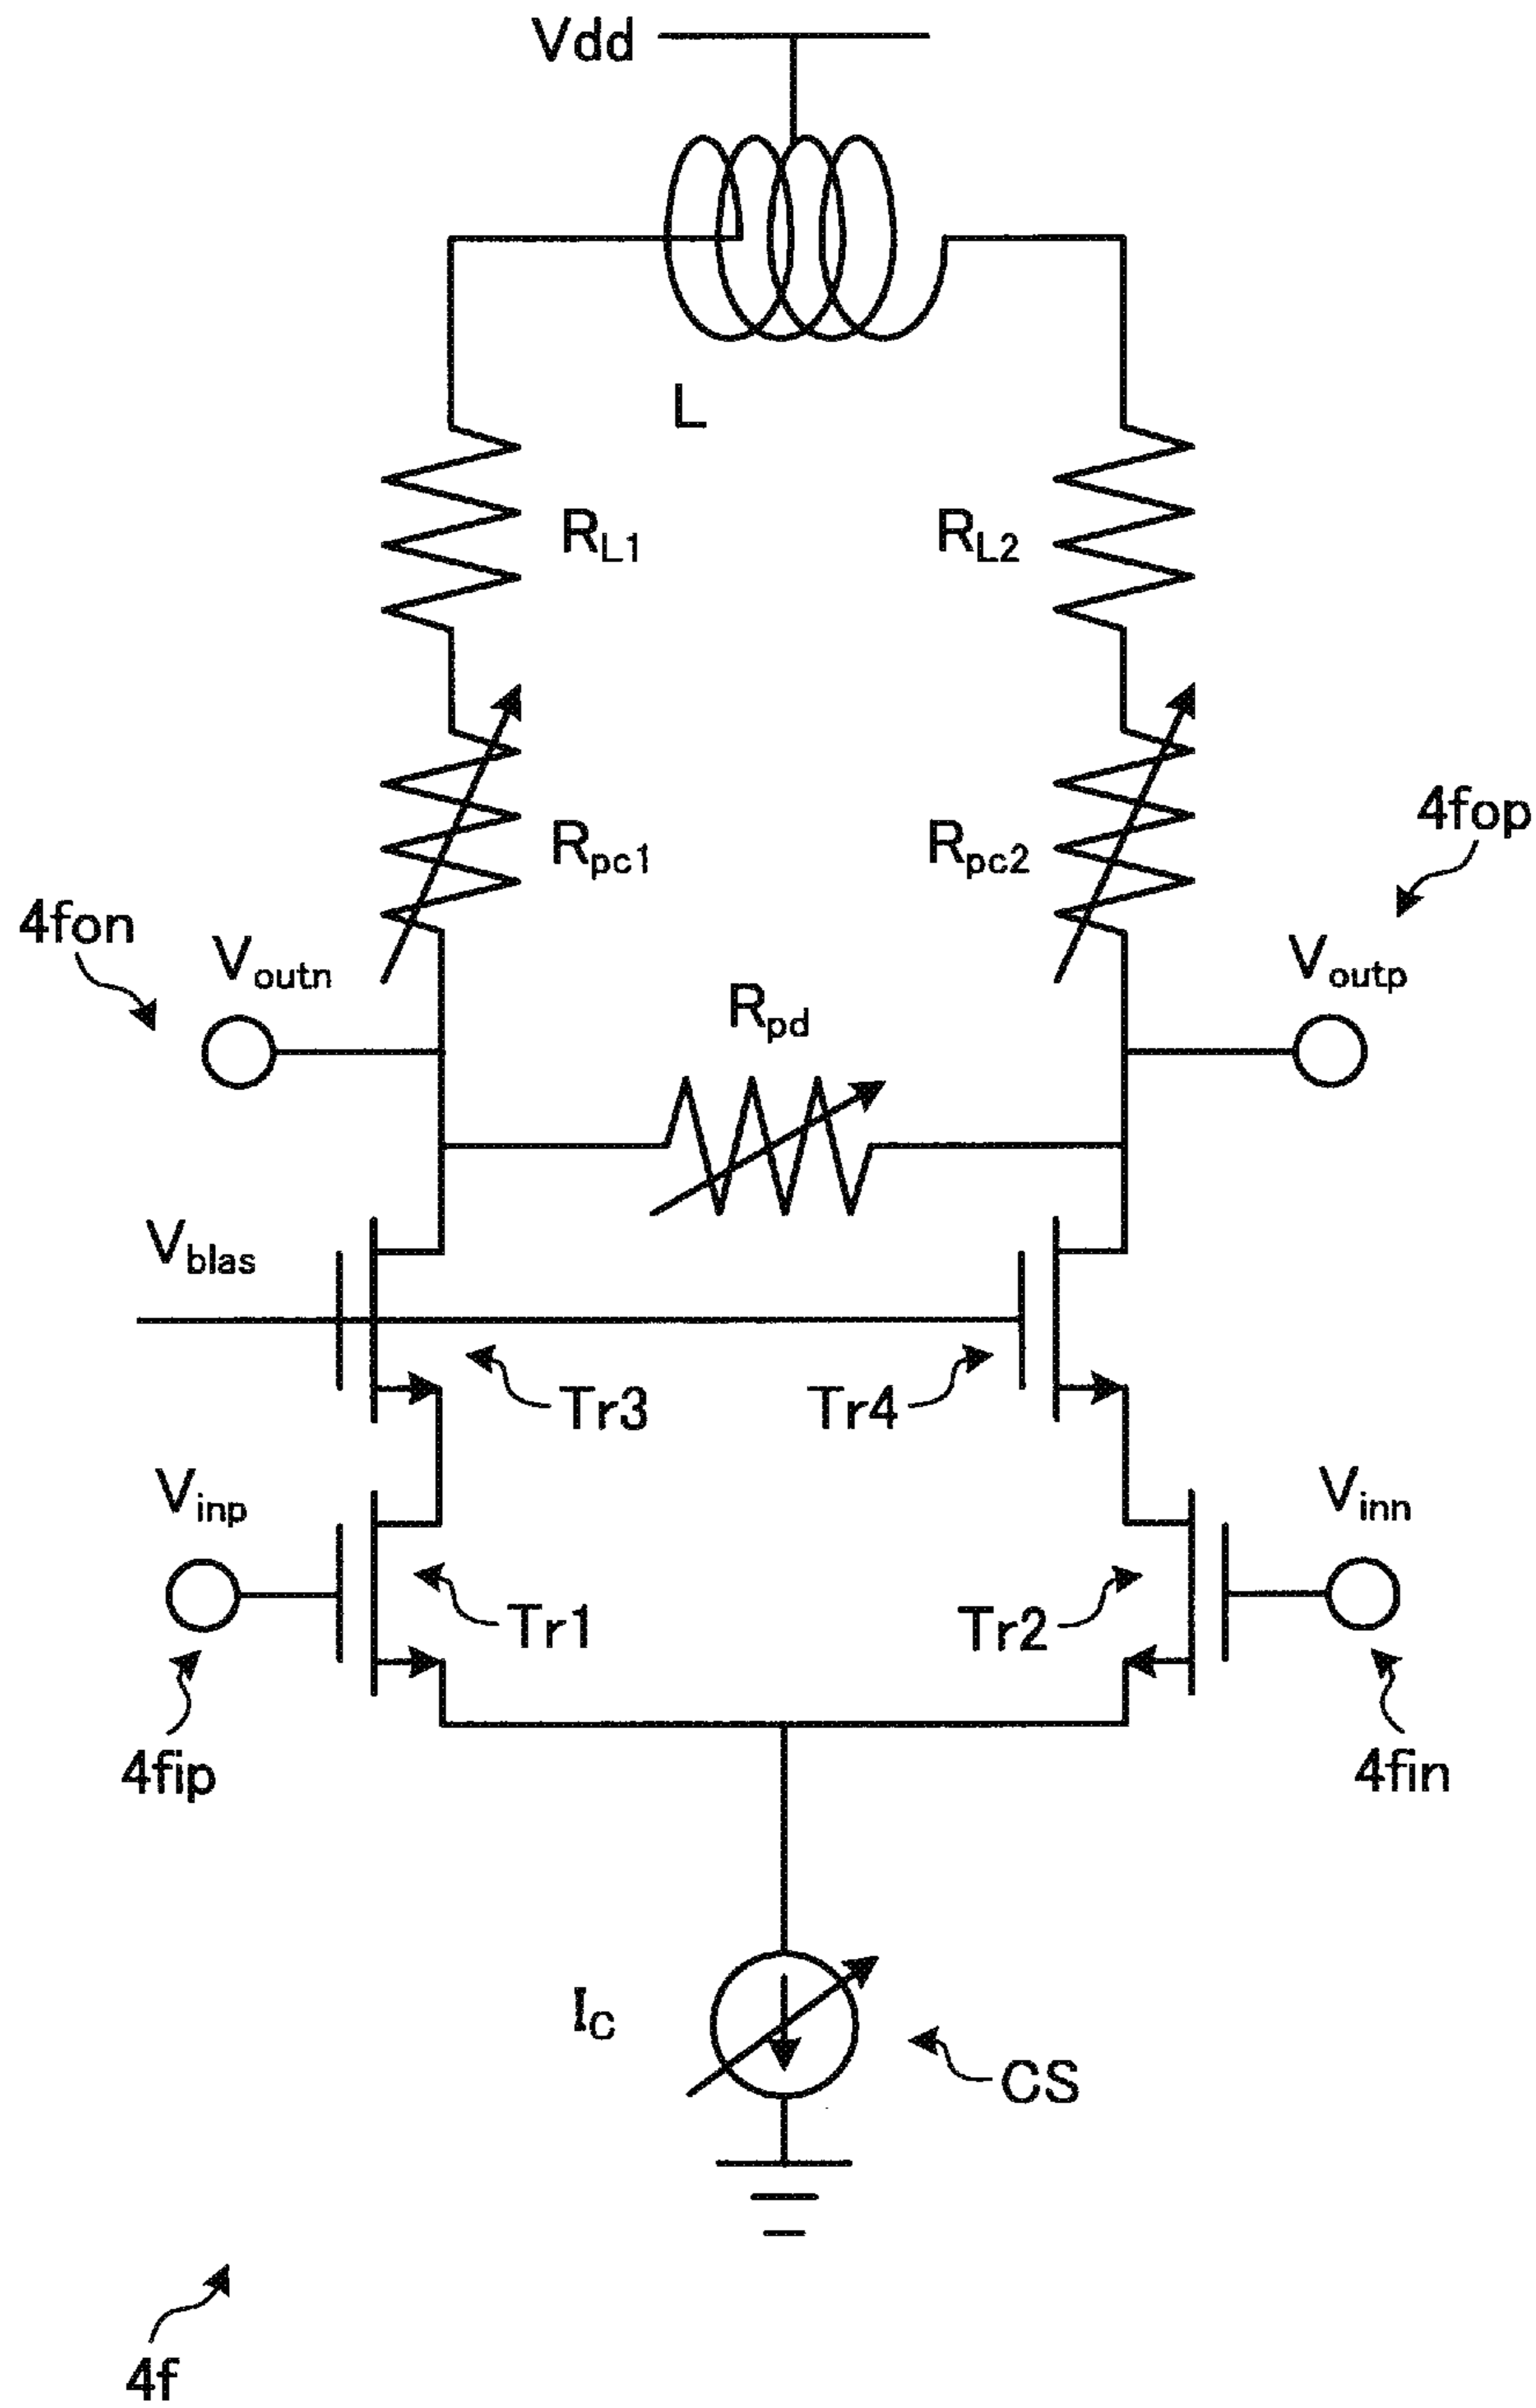 Vdd
L
RL1
RL2
Rpc1
Rpc2
4fop
4fon
Voutn
Voutp
Rpd
Vblas
Tr3
Tr4
Vinp
Vinn
Tr1
Tr2
4fip
4fin
IC
CS
4f